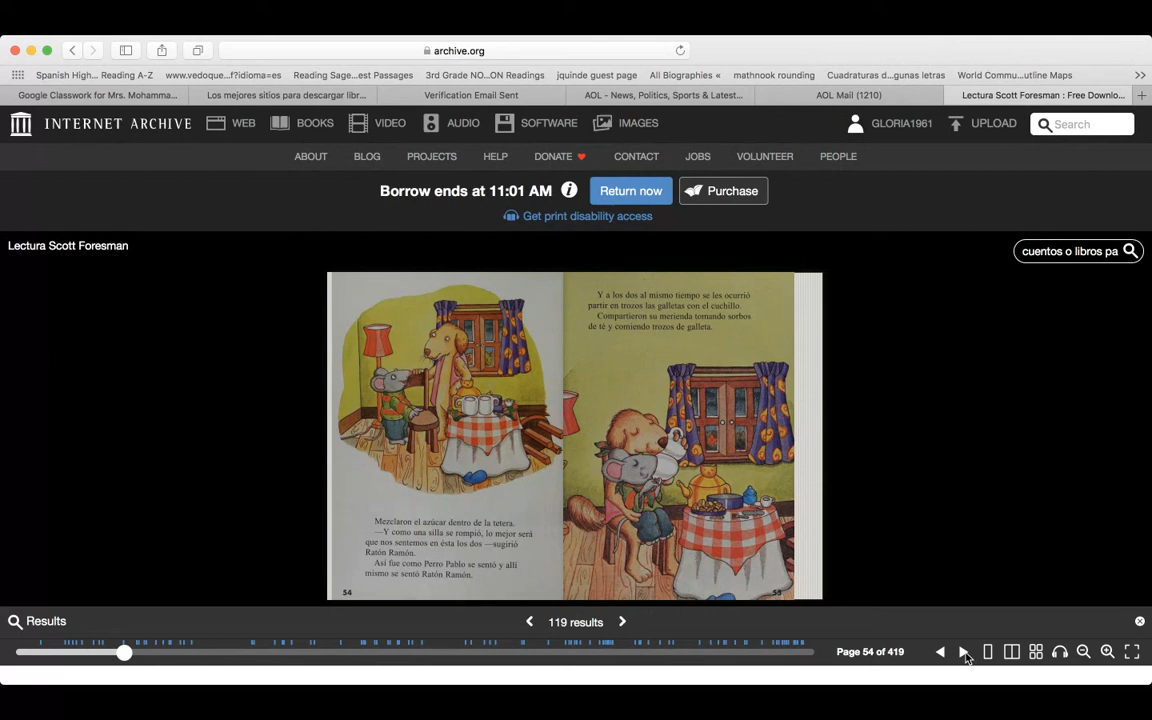 archive.org
Spanish High... Reading A-Z
www.vedoque...f?idioma=es
Reading Sage...est Passages
3rd Grade NO...ON Readings
jquinde guest page
All Biographies «
mathnook rounding
Cuadraturas d...gunas letras
World Commu...utline Maps
>>
Google Classwork for Mrs. Mohamma...
Los mejores sitios para descargar libr...
Verification Email Sent
AOL - News, Politics, Sports & Latest...
AOL Mail (1210)
Lectura Scott Foresman : Free Downlo...
+
INTERNET ARCHIVE
WEB
BOOKS
VIDEO
AUDIO
SOFTWARE
IMAGES
GLORIA1961
UPLOAD
Search
ABOUT
BLOG
PROJECTS
HELP
DONATE
CONTACT
JOBS
VOLUNTEER
PEOPLE
Borrow ends at 11:01 AM
Return now
Purchase
Get print disability access
Lectura Scott Foresman
cuentos o libros pa
Mezclaron el azúcar dentro de la tetera.
—Y como una silla se rompió, lo mejor será
que nos sentemos en ésta los dos —sugirió
Ratón Ramón.
Así fue como Perro Pablo se sentó y allí
mismo se sentó Ratón Ramón.
54
Y a los dos al mismo tiempo se les ocurrió
partir en trozos las galletas con el cuchillo.
Compartieron su merienda tomando sorbos
de té y comiendo trozos de galleta.
55
Results
119 results
Page 54 of 419